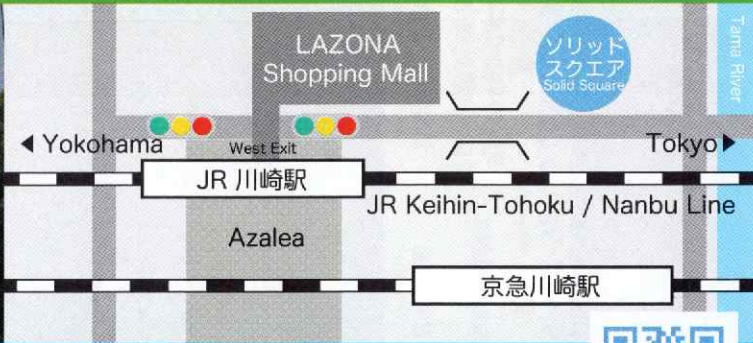 LAZONA
Shopping Mall
ソリッド
スクエア
Solid Square
Tama River
◀ Yokohama
West Exit
Tokyo ▶
JR 川崎駅
JR Keihin-Tohoku / Nanbu Line
Azalea
京急川崎駅